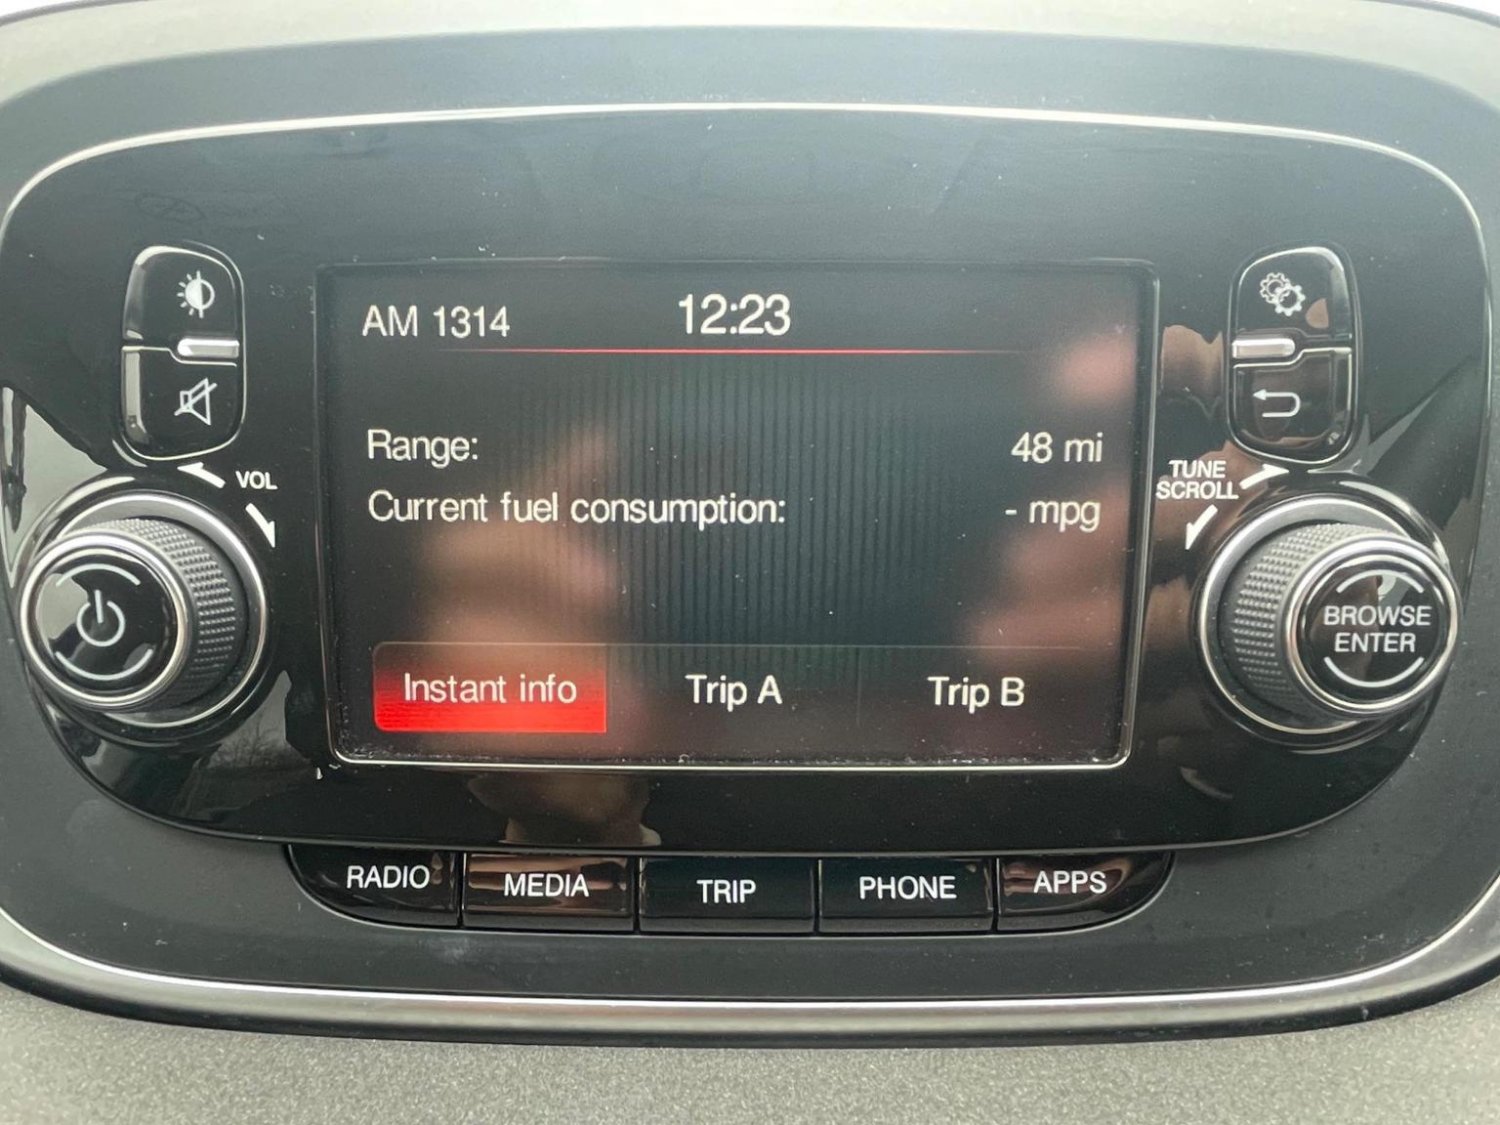 AM 1314 12:23
Range: 48 mi
VOL
TUNE
SCROLL
Current fuel consumption: - mpg
BROWSE
ENTER
Instant info Trip A Trip B
RADIO MEDIA TRIP PHONE APPS